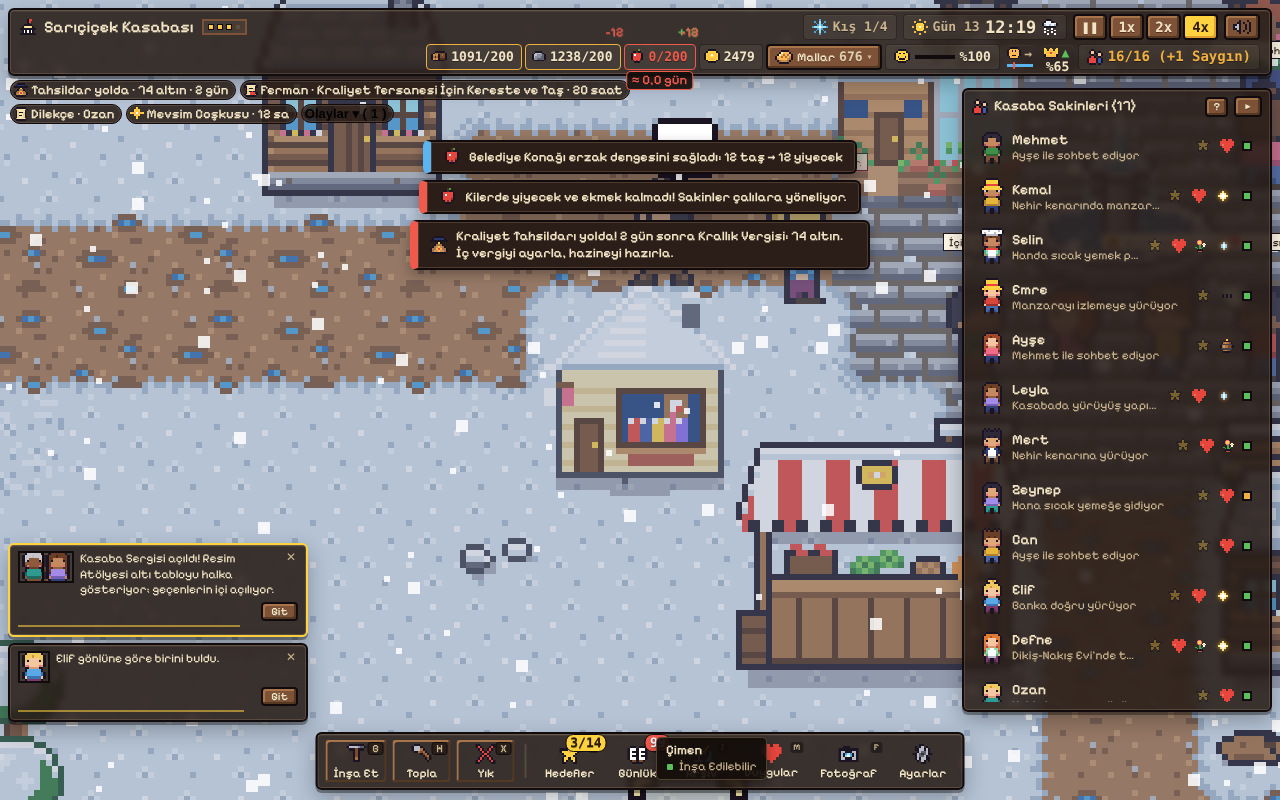 Sarıçiçek Kasabası
-18 +18
Kış 1/4
Gün 13 12:19
1x 2x 4x
1091/200 1238/200 0/200 2479 Mallar 676 ▾ %100 → ▲ %65 16/16 (+1 Saygın)
≈ 0.0 gün
Tahsildar yolda · 74 altın · 2 gün
Ferman · Kraliyet Tersanesi İçin Kereste ve Taş · 20 saat
Dilekçe · Ozan
Mevsim Coşkusu · 12 sa
Olaylar ▾ ( 1 )
Belediye Konağı erzak dengesini sağladı: 12 taş → 18 yiyecek
Kilerde yiyecek ve ekmek kalmadı! Sakinler çalılara yöneliyor.
Kraliyet Tahsildarı yolda! 2 gün sonra Krallık Vergisi: 74 altın.
İç vergiyi ayarla, hazineyi hazırla.
Kasaba Sakinleri (17) ? ▸
Mehmet
Ayşe ile sohbet ediyor
Kemal
Nehir kenarında manzar...
Selin
Handa sıcak yemek p...
Emre
Manzarayı izlemeye yürüyor
Ayşe
Mehmet ile sohbet ediyor
Leyla
Kasabada yürüyüş yapı...
Mert
Nehir kenarına yürüyor
Zeynep
Hana sıcak yemeğe gidiyor
Can
Ayşe ile sohbet ediyor
Elif
Banka doğru yürüyor
Defne
Dikiş-Nakış Evi'nde t...
Ozan
Kasaba Sergisi açıldı! Resim
Atölyesi altı tabloyu halka
gösteriyor; geçenlerin içi açılıyor.
×
Git
Elif gönlüne göre birini buldu.
×
Git
İnşa Et G
Topla H
Yık X
3/14
Hedefler
Günlük
Çimen
İnşa Edilebilir
M
Fotoğraf F
Ayarlar